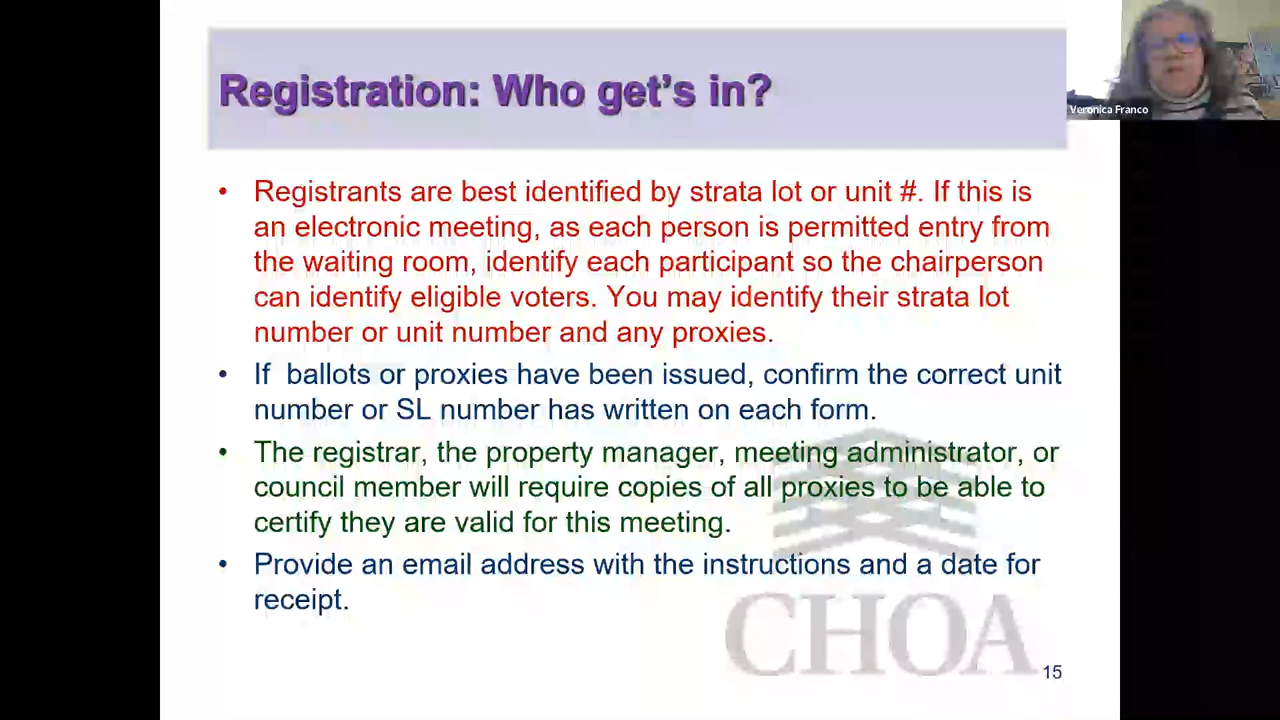 Registration: Who get's in?
Veronica Franco
• Registrants are best identified by strata lot or unit #. If this is
an electronic meeting, as each person is permitted entry from
the waiting room, identify each participant so the chairperson
can identify eligible voters. You may identify their strata lot
number or unit number and any proxies.
• If  ballots or proxies have been issued, confirm the correct unit
number or SL number has written on each form.
• The registrar, the property manager, meeting administrator, or
council member will require copies of all proxies to be able to
certify they are valid for this meeting.
• Provide an email address with the instructions and a date for
receipt.
CHOA
15